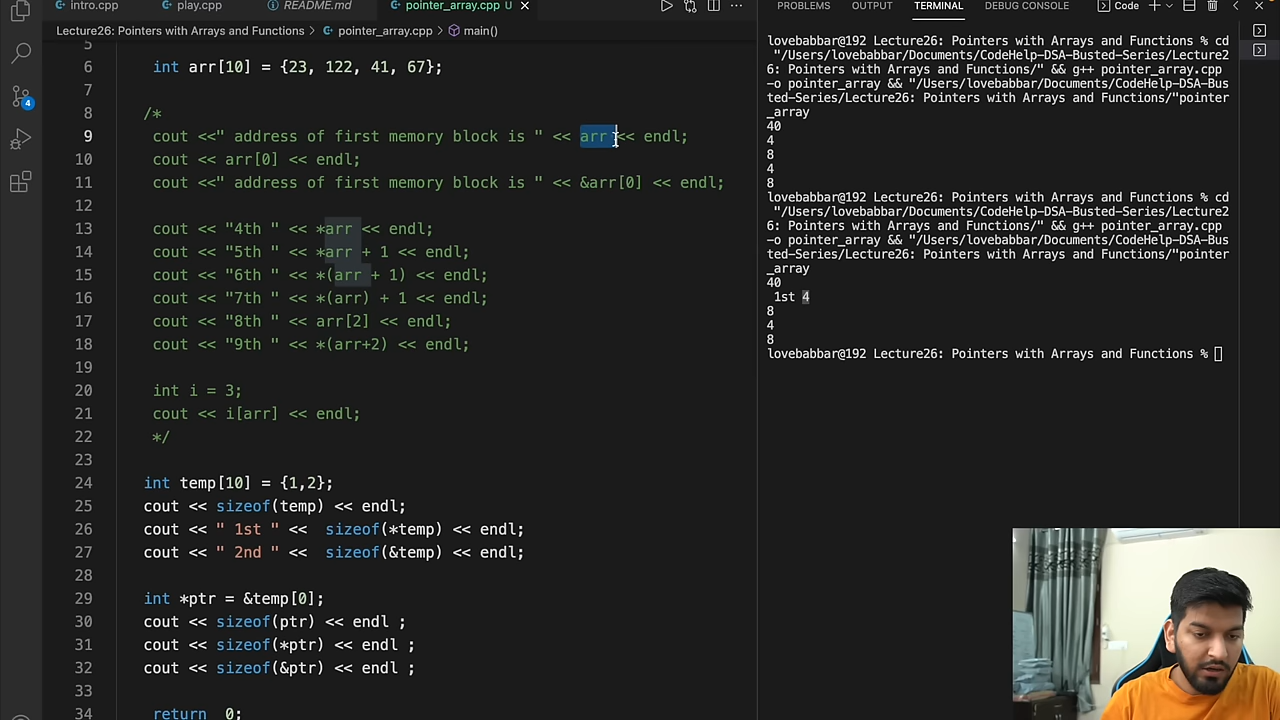 intro.cpp play.cpp README.md pointer_array.cpp U
Lecture26: Pointers with Arrays and Functions > pointer_array.cpp > main()
4
5
6 int arr[10] = {23, 122, 41, 67};
7
8 /*
9 cout <<" address of first memory block is " << arr << endl;
10 cout << arr[0] << endl;
11 cout <<" address of first memory block is " << &arr[0] << endl;
12
13 cout << "4th " << *arr << endl;
14 cout << "5th " << *arr + 1 << endl;
15 cout << "6th " << *(arr + 1) << endl;
16 cout << "7th " << *(arr) + 1 << endl;
17 cout << "8th " << arr[2] << endl;
18 cout << "9th " << *(arr+2) << endl;
19
20 int i = 3;
21 cout << i[arr] << endl;
22 */
23
24 int temp[10] = {1,2};
25 cout << sizeof(temp) << endl;
26 cout << " 1st " <<  sizeof(*temp) << endl;
27 cout << " 2nd " <<  sizeof(&temp) << endl;
28
29 int *ptr = &temp[0];
30 cout << sizeof(ptr) << endl ;
31 cout << sizeof(*ptr) << endl ;
32 cout << sizeof(&ptr) << endl ;
33
34 return 0;
PROBLEMS OUTPUT TERMINAL DEBUG CONSOLE Code
lovebabbar@192 Lecture26: Pointers with Arrays and Functions % cd
"/Users/lovebabbar/Documents/CodeHelp-DSA-Busted-Series/Lecture2
6: Pointers with Arrays and Functions/" && g++ pointer_array.cpp
-o pointer_array && "/Users/lovebabbar/Documents/CodeHelp-DSA-Bus
ted-Series/Lecture26: Pointers with Arrays and Functions/"pointer
_array
40
4
8
4
8
lovebabbar@192 Lecture26: Pointers with Arrays and Functions % cd
"/Users/lovebabbar/Documents/CodeHelp-DSA-Busted-Series/Lecture2
6: Pointers with Arrays and Functions/" && g++ pointer_array.cpp
-o pointer_array && "/Users/lovebabbar/Documents/CodeHelp-DSA-Bus
ted-Series/Lecture26: Pointers with Arrays and Functions/"pointer
_array
40
1st 4
8
4
8
lovebabbar@192 Lecture26: Pointers with Arrays and Functions %